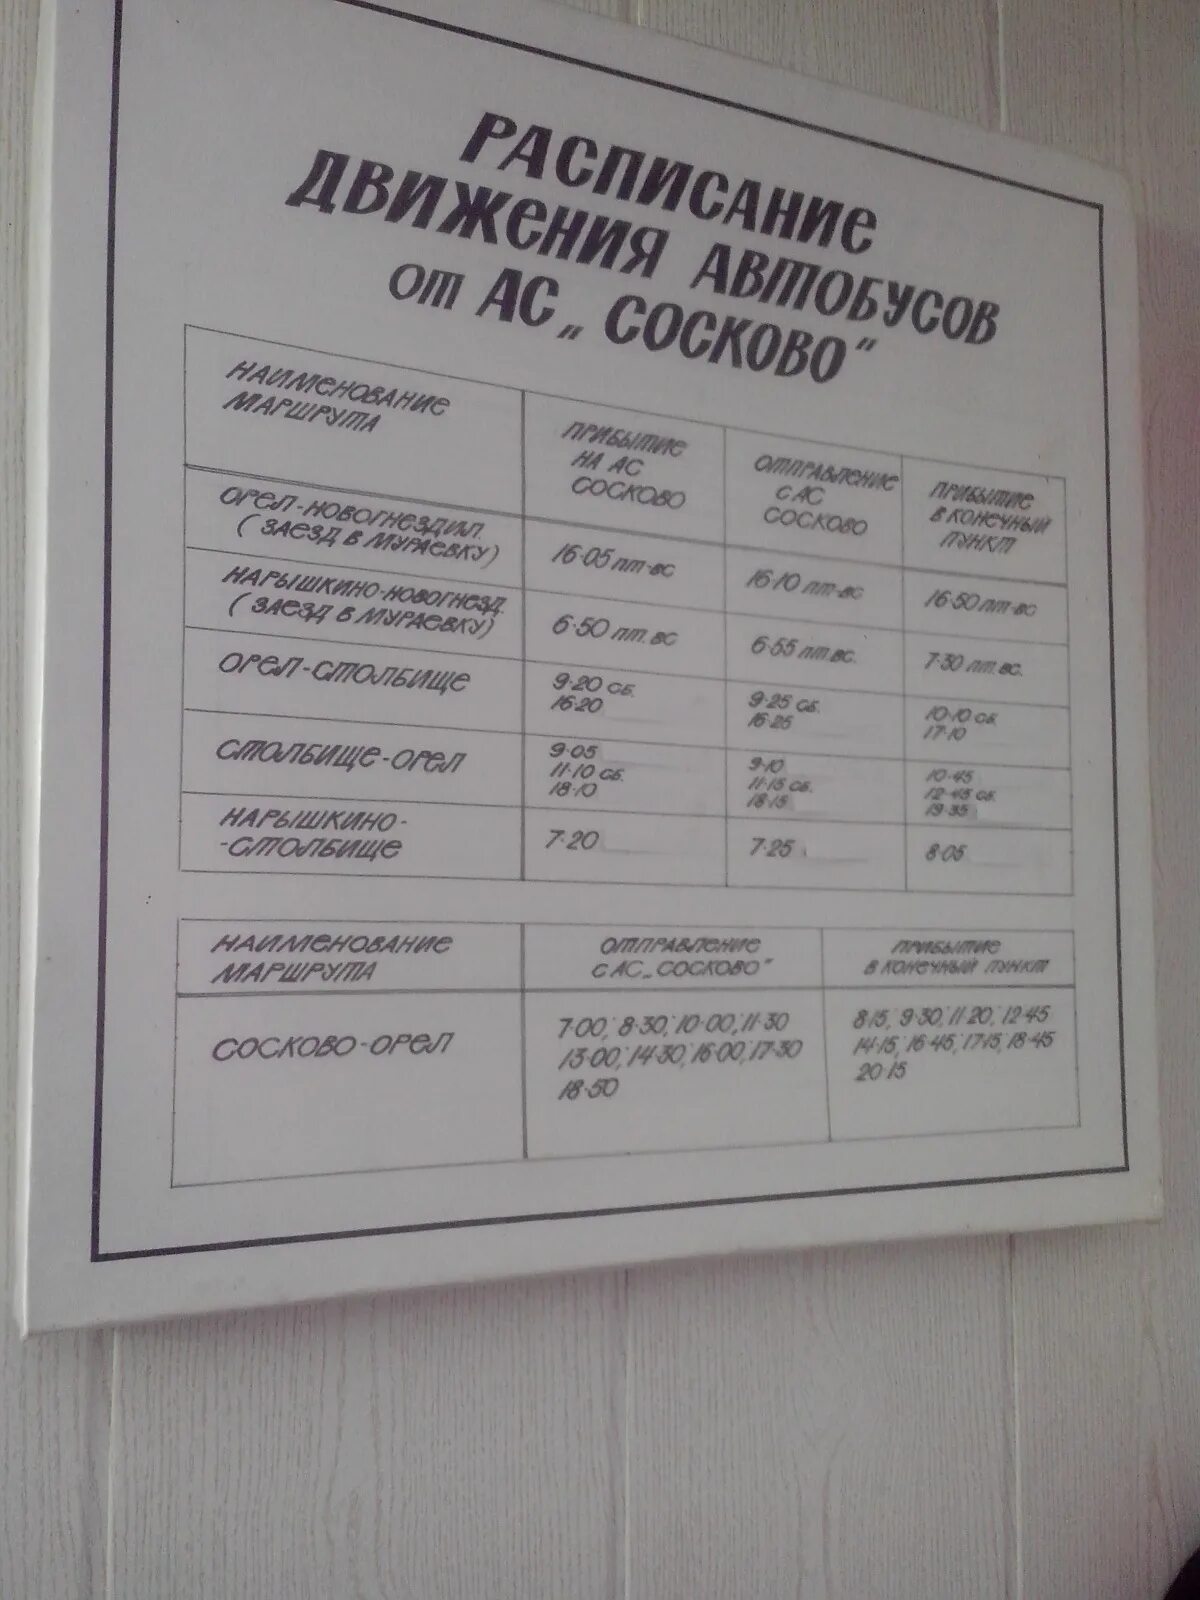 РАСПИСАНИЕ
ДВИЖЕНИЯ АВТОБУСОВ
от АС „СОСКОВО"
НАИМЕНОВАНИЕ
МАРШРУТА
ПРИБЫТИЕ
НА АС
СОСКОВО
ОТПРАВЛЕНИЕ
С АС
СОСКОВО
ПРИБЫТИЕ
В КОНЕЧНЫЙ
ПУНКТ
ОРЕЛ-НОВОГНЕЗДИЛ.
(ЗАЕЗД В МУРАЕВКУ)
16·05 пт-вс
16·10 пт-вс
16·50 пт-вс
НАРЫШКИНО-НОВОГНЕЗД.
(ЗАЕЗД В МУРАЕВКУ)
6·50 пт. вс
6·55 пт.вс.
7·30 пт. вс.
ОРЕЛ-СТОЛБИЩЕ
9·20 сб.
16·20
9·25 сб.
16·25
10·10 сб.
17·10
СТОЛБИЩЕ-ОРЕЛ
9·05
11·10 сб.
18·10
9·10
11·15 сб.
18·15
10·45
12·45 сб.
19·35
НАРЫШКИНО-
-СТОЛБИЩЕ
7·20
7·25
8·05
НАИМЕНОВАНИЕ
МАРШРУТА
ОТПРАВЛЕНИЕ
С АС „СОСКОВО"
ПРИБЫТИЕ
В КОНЕЧНЫЙ ПУНКТ
СОСКОВО-ОРЕЛ
7·00; 8·30; 10·00; 11·30
13·00; 14·30; 16·00; 17·30
18·50
8·15, 9·30; 11·20; 12·45
14·15, 16·45; 17·15, 18·45
20·15